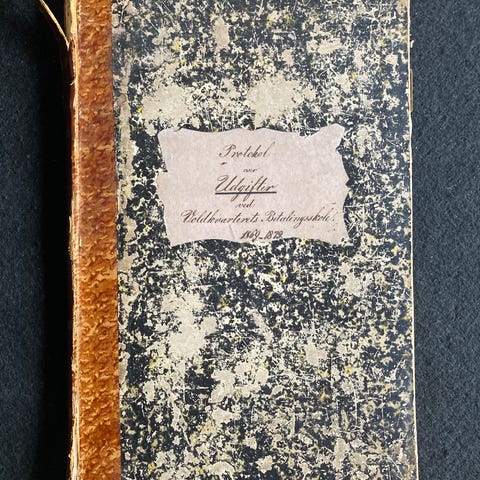 Protokol
over
Udgifter
ved
Voldkvarterets Betalingsskole.
1869-1879